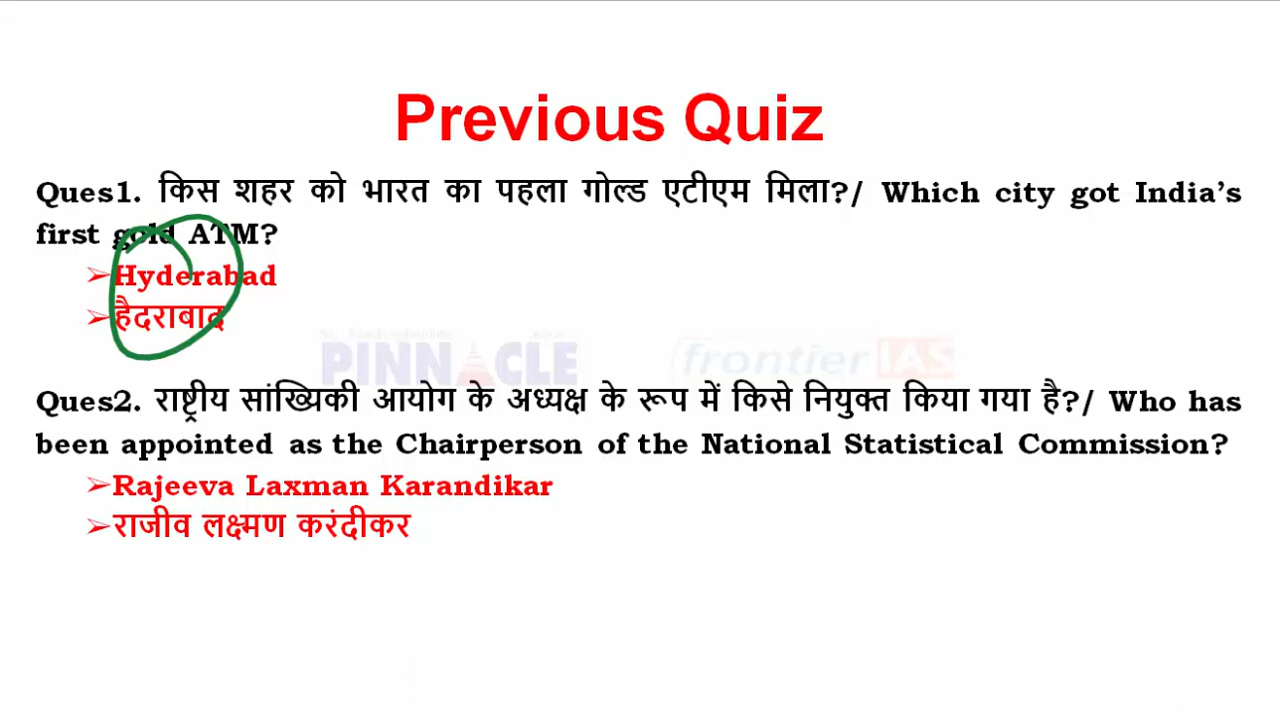 Previous Quiz
Ques1. किस शहर को भारत का पहला गोल्ड एटीएम मिला?/ Which city got India’s
first gold ATM?
➢Hyderabad
➢हैदराबाद
PINNACLE frontier IAS
Ques2. राष्ट्रीय सांख्यिकी आयोग के अध्यक्ष के रूप में किसे नियुक्त किया गया है?/ Who has
been appointed as the Chairperson of the National Statistical Commission?
➢Rajeeva Laxman Karandikar
➢राजीव लक्ष्मण करंदीकर